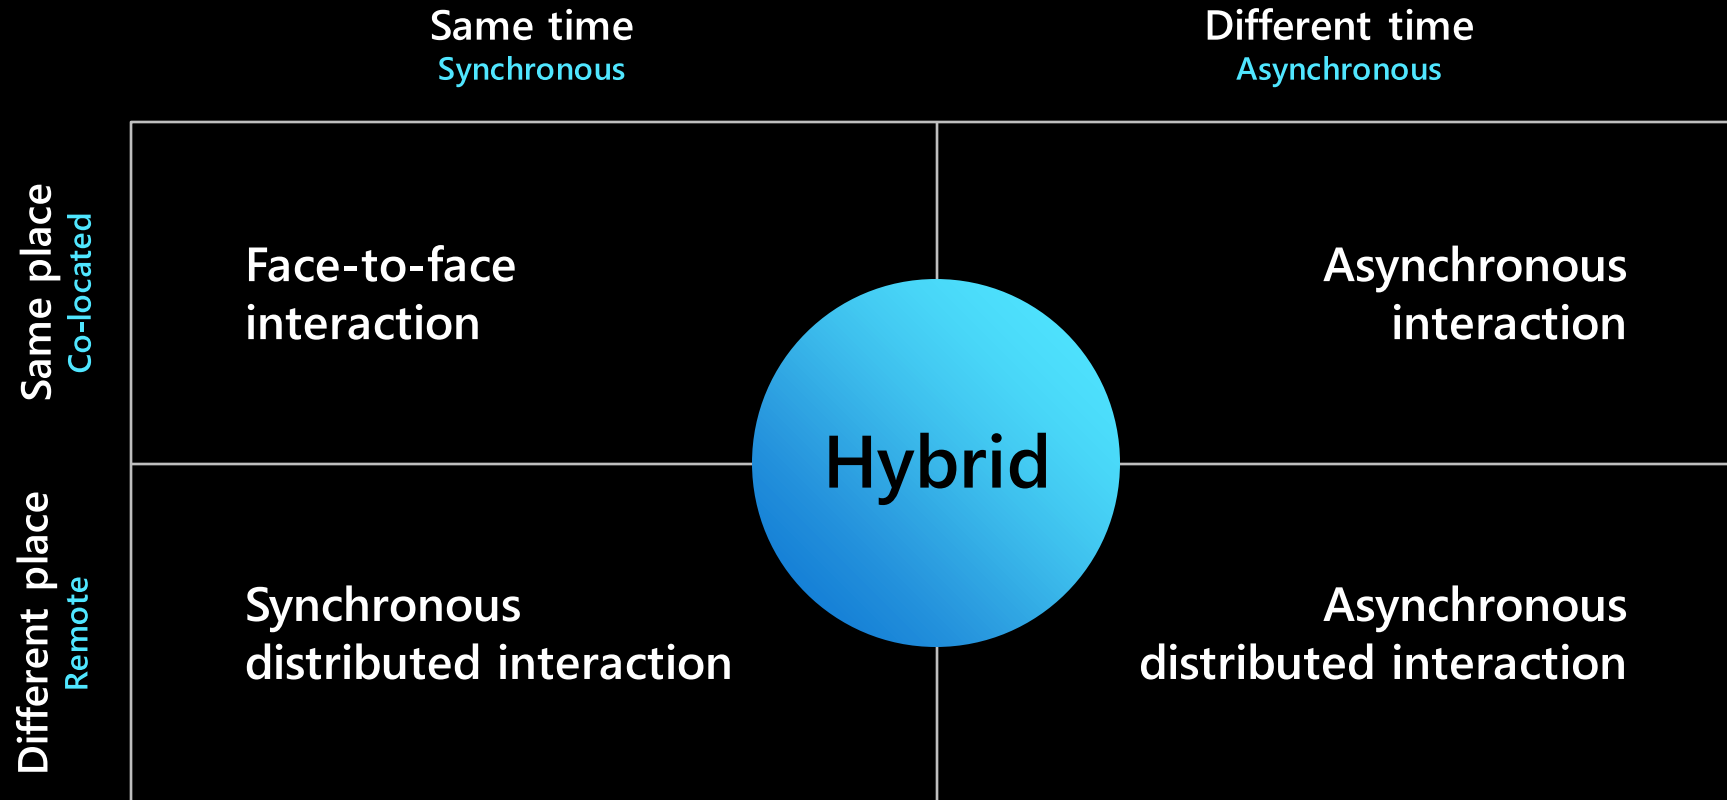 Same time
Synchronous
Different time
Asynchronous
Same place
Co-located
Face-to-face
interaction
Asynchronous
interaction
Hybrid
Different place
Remote
Synchronous
distributed interaction
Asynchronous
distributed interaction